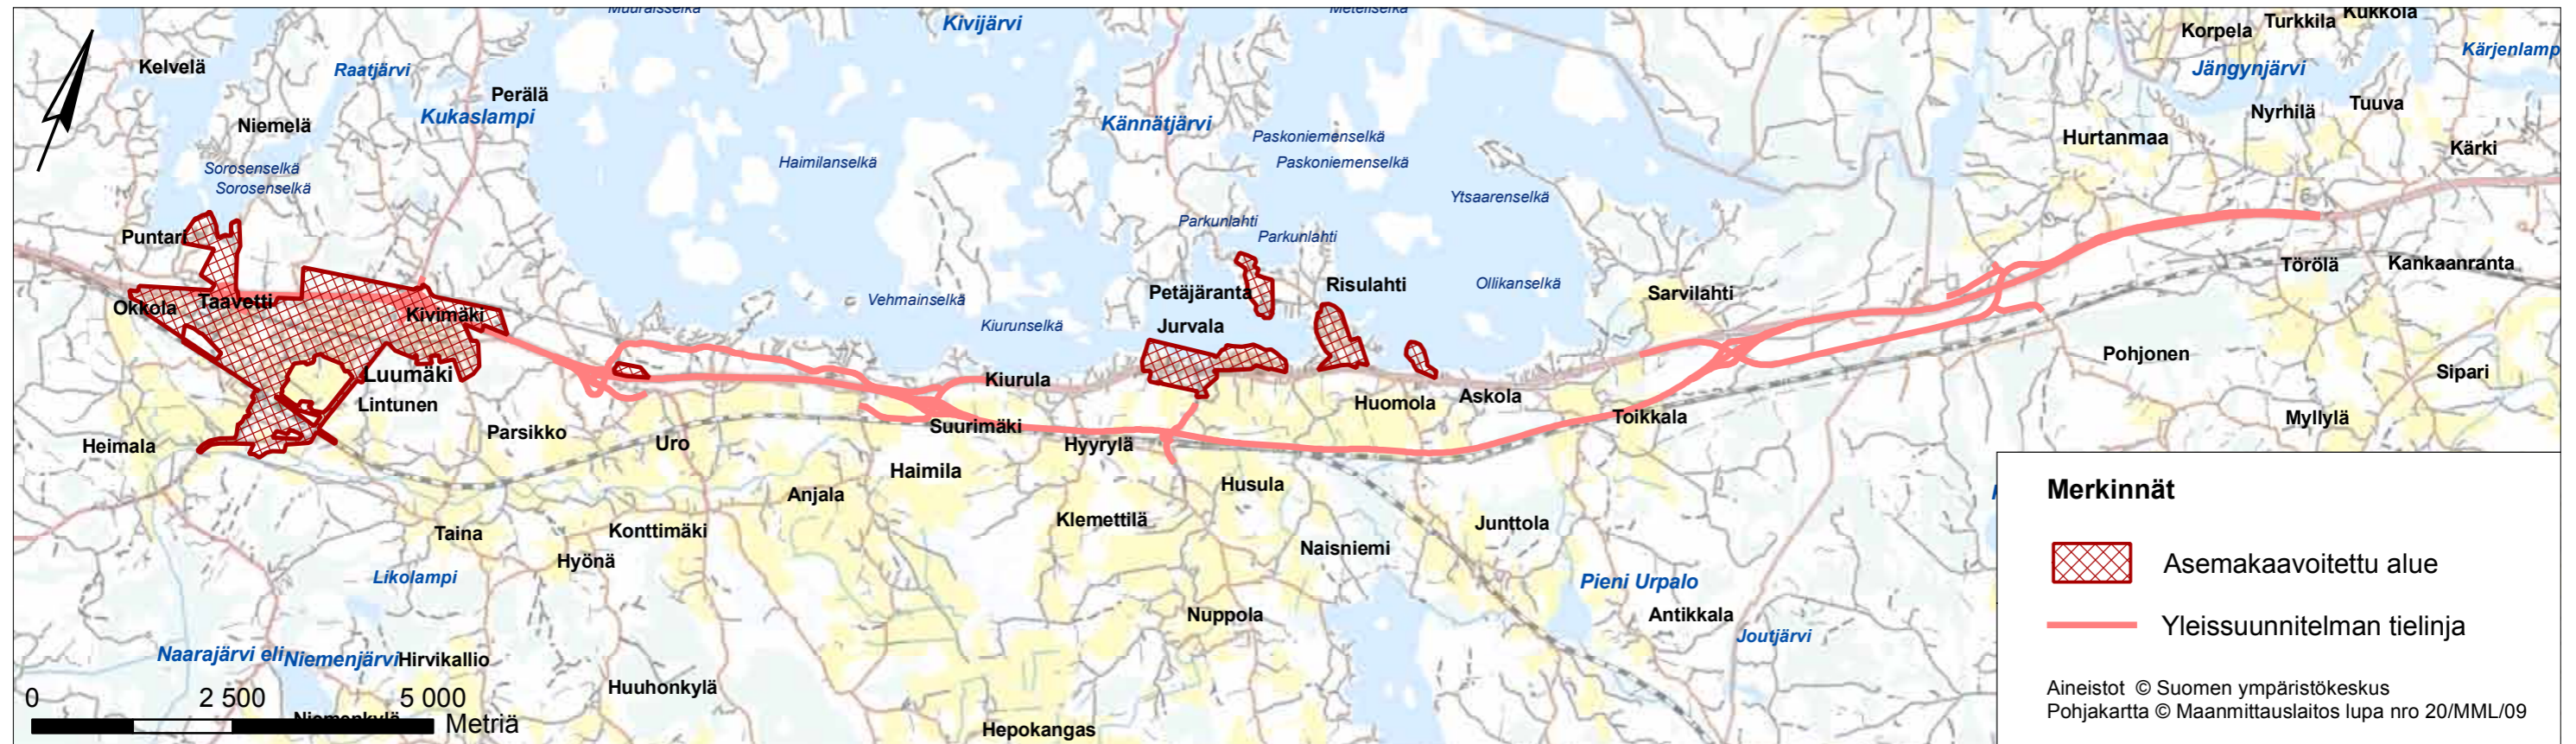 Muuraisselkä
Kivijärvi
Meteliselkä
Kukkola
Turkkila
Korpela
Kärjenlamp
Kelvelä
Raatjärvi
Jängynjärvi
Perälä
Kukaslampi
Niemelä
Kännätjärvi
Paskoniemenselkä
Paskoniemenselkä
Nyrhilä
Tuuva
Hurtanmaa
Kärki
Haimilanselkä
Sorosenselkä
Sorosenselkä
Ytsaarenselkä
Parkunlahti
Parkunlahti
Puntari
Törölä
Kankaanranta
Okkola
Taavetti
Kivimäki
Vehmainselkä
Kiurunselkä
Petäjäranta
Jurvala
Risulahti
Ollikanselkä
Sarvilahti
Pohjonen
Sipari
Luumäki
Lintunen
Kiurula
Huomola
Askola
Toikkala
Myllylä
Heimala
Parsikko
Uro
Suurimäki
Hyyrylä
Haimila
Anjala
Husula
Klemettilä
Junttola
Taina
Konttimäki
Hyönä
Naisniemi
Likolampi
Pieni Urpalo
Nuppola
Antikkala
Joutjärvi
Naarajärvi eli
Niemenjärvi
Hirvikallio
Huuhonkylä
Niemenkylä
Hepokangas
0 2 500 5 000
Metriä
Merkinnät
Asemakaavoitettu alue
Yleissuunnitelman tielinja
Aineistot © Suomen ympäristökeskus
Pohjakartta © Maanmittauslaitos lupa nro 20/MML/09